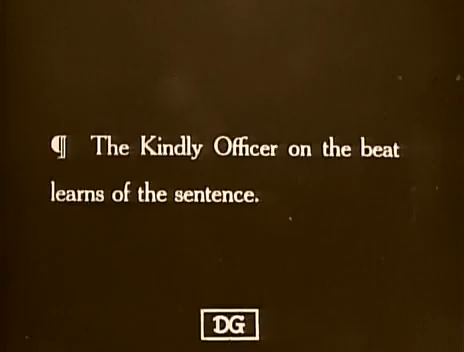 ¶ The Kindly Officer on the beat
learns of the sentence.
DG